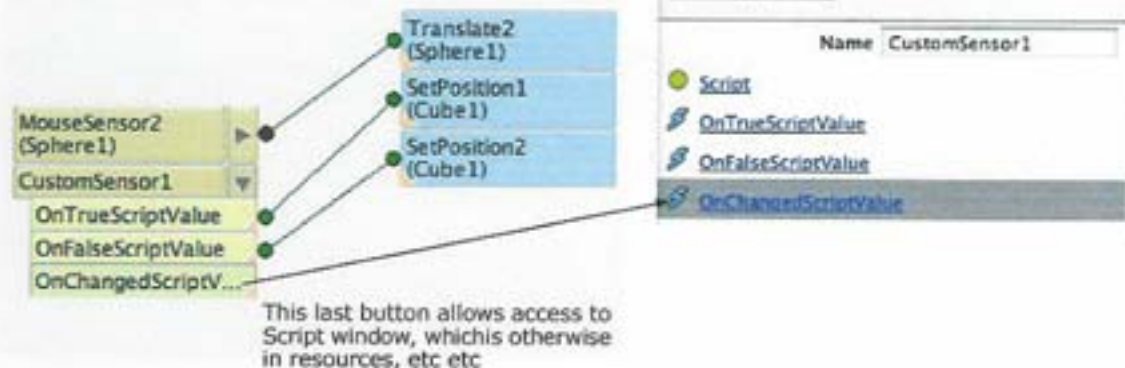 Translate2
(Sphere1)
SetPosition1
(Cube1)
SetPosition2
(Cube1)
MouseSensor2
(Sphere1)
CustomSensor1
OnTrueScriptValue
OnFalseScriptValue
OnChangedScriptV...
This last button allows access to
Script window, whichis otherwise
in resources, etc etc
Name CustomSensor1
Script
OnTrueScriptValue
OnFalseScriptValue
OnChangedScriptValue